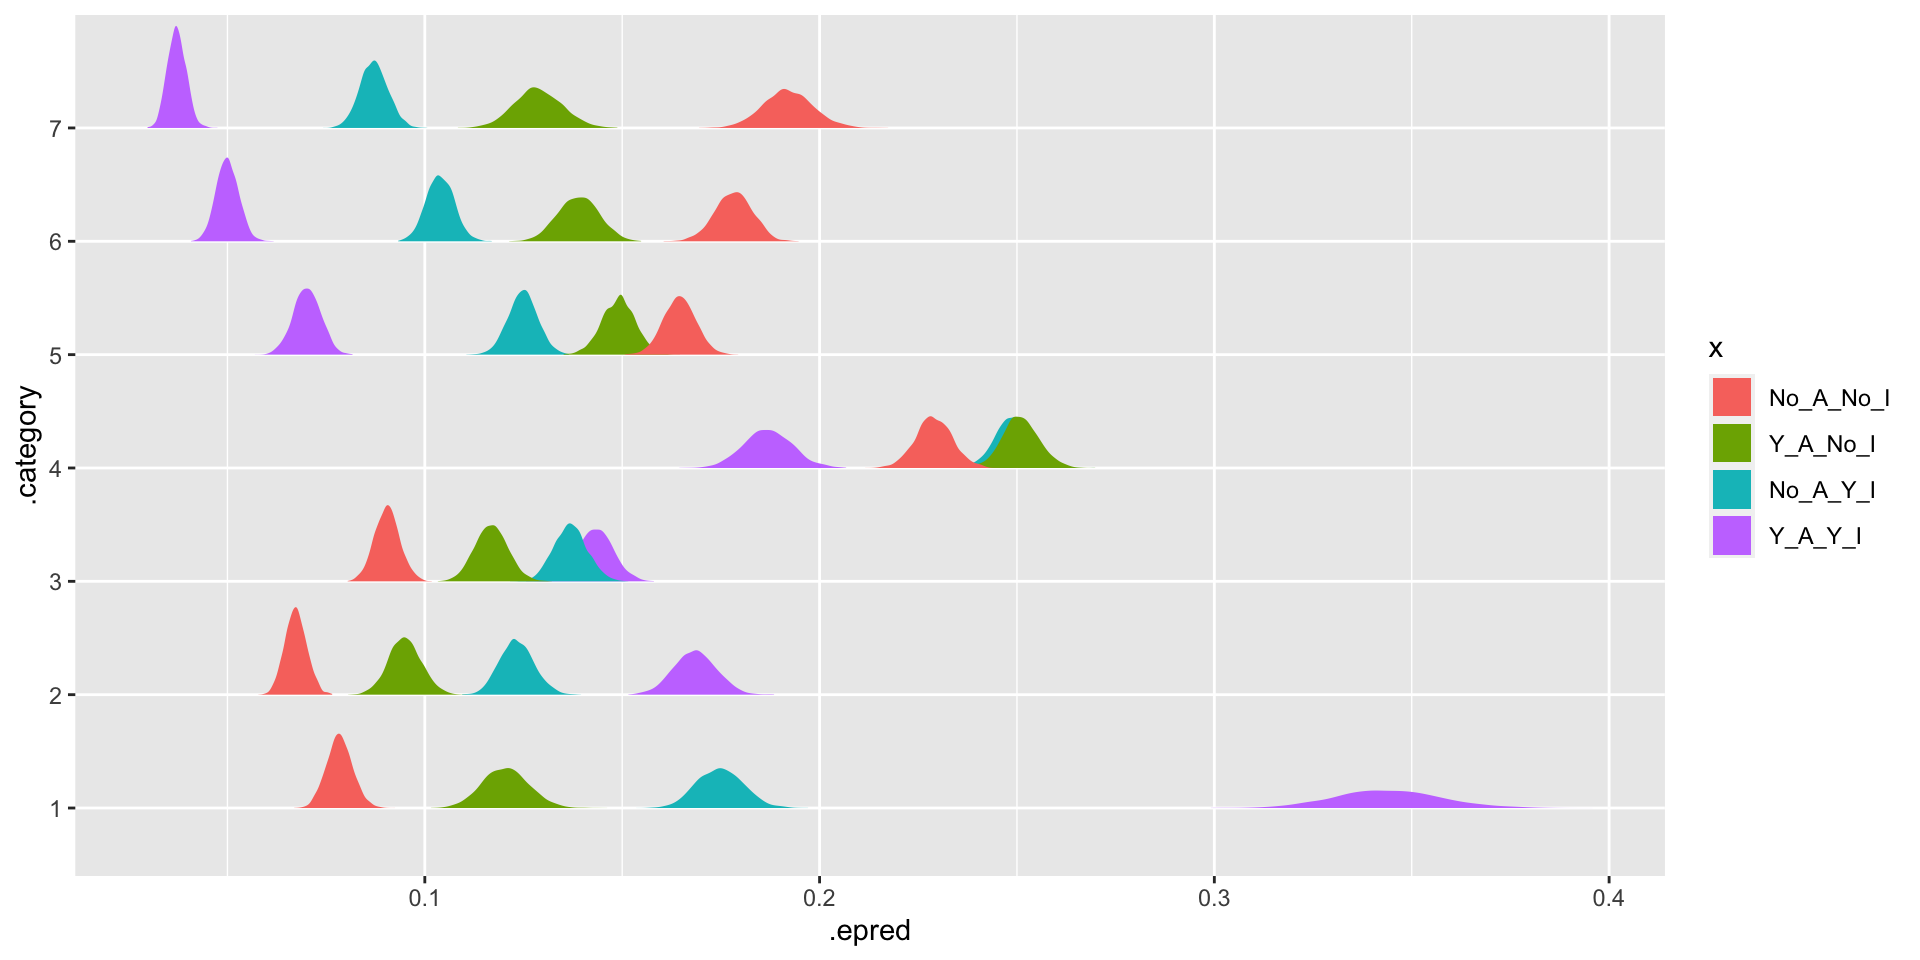 7
6
5
4
3
2
1
.category
0.1 0.2 0.3 0.4
.epred
x
No_A_No_I
Y_A_No_I
No_A_Y_I
Y_A_Y_I